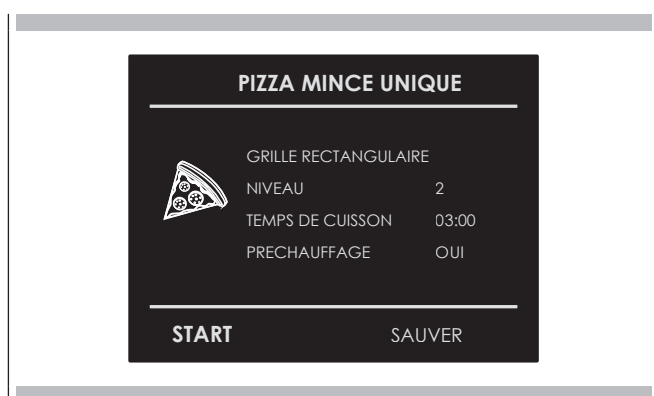 PIZZA MINCE UNIQUE
GRILLE RECTANGULAIRE
NIVEAU 2
TEMPS DE CUISSON 03:00
PRECHAUFFAGE OUI
START SAUVER